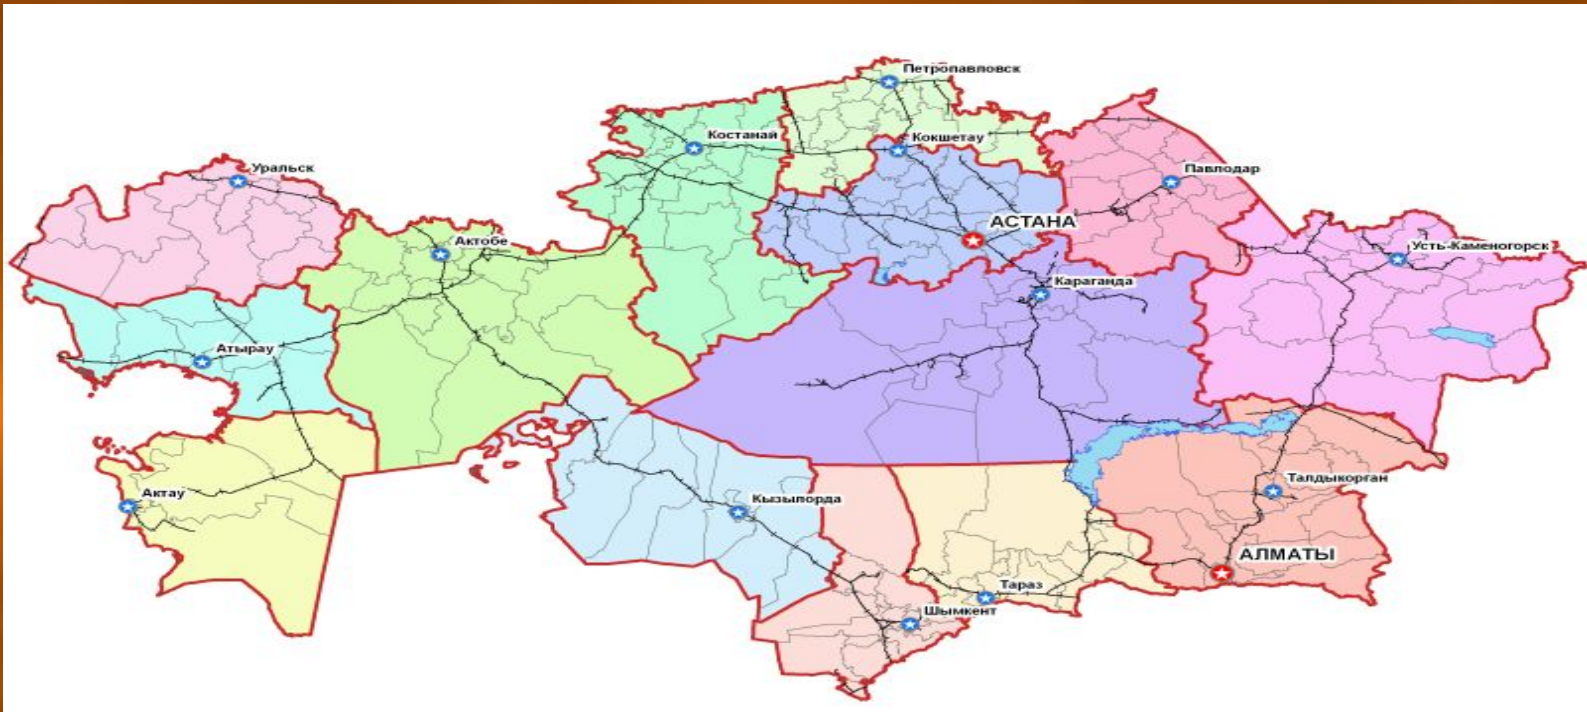 Петропавловск
Костанай
Кокшетау
Уральск
Павлодар
АСТАНА
Актобе
Усть-Каменогорск
Караганда
Атырау
Талдыкорган
Актау
Кызылорда
АЛМАТЫ
Тараз
Шымкент